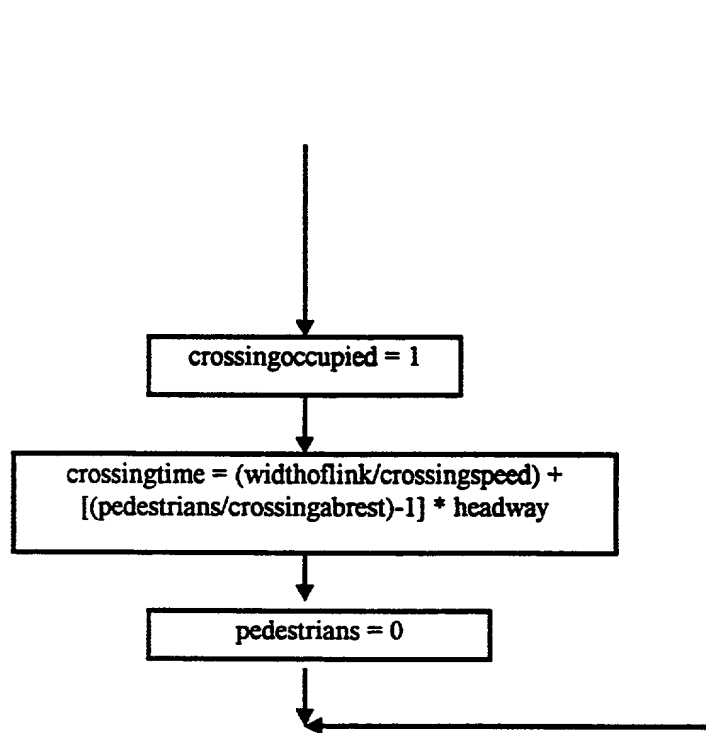 crossingoccupied = 1
crossingtime = (widthoflink/crossingspeed) +
[(pedestrians/crossingabrest)-1] * headway
pedestrians = 0